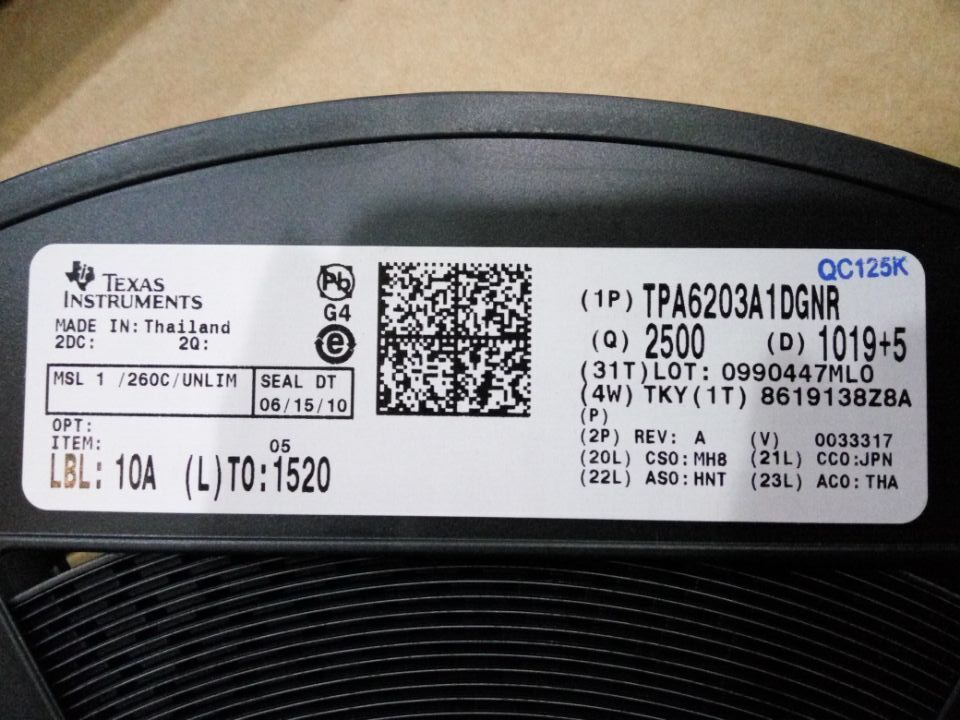 TEXAS
INSTRUMENTS
MADE IN: Thailand
2DC: 2Q:
MSL 1 /260C/UNLIM
SEAL DT
06/15/10
OPT:
ITEM:
05
LBL: 10A (L)TO:1520
Pb
G4
e
QC125K
(1P) TPA6203A1DGNR
(Q) 2500 (D) 1019+5
(31T)LOT: 0990447ML0
(4W) TKY(1T) 8619138Z8A
(P)
(2P) REV: A (V) 0033317
(20L) CSO:MH8 (21L) CCO:JPN
(22L) ASO:HNT (23L) ACO:THA